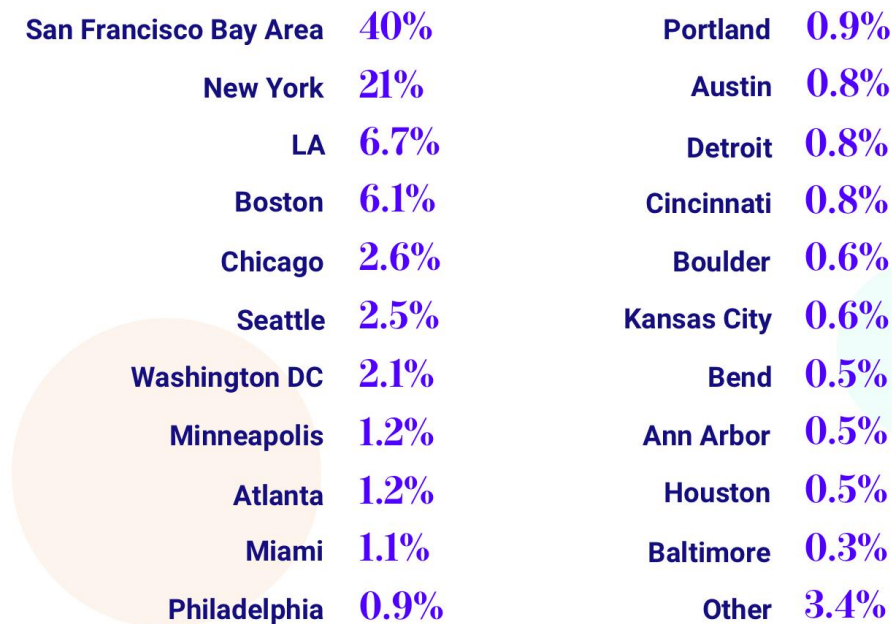 San Francisco Bay Area 40%
New York 21%
LA 6.7%
Boston 6.1%
Chicago 2.6%
Seattle 2.5%
Washington DC 2.1%
Minneapolis 1.2%
Atlanta 1.2%
Miami 1.1%
Philadelphia 0.9%
Portland 0.9%
Austin 0.8%
Detroit 0.8%
Cincinnati 0.8%
Boulder 0.6%
Kansas City 0.6%
Bend 0.5%
Ann Arbor 0.5%
Houston 0.5%
Baltimore 0.3%
Other 3.4%